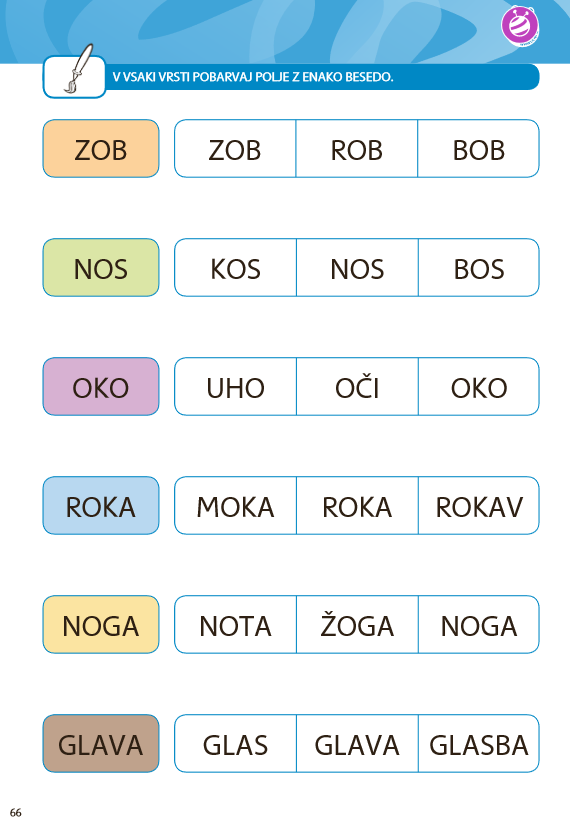 V VSAKI VRSTI POBARVAJ POLJE Z ENAKO BESEDO.
ZOB ZOB ROB BOB
NOS KOS NOS BOS
OKO UHO OČI OKO
ROKA MOKA ROKA ROKAV
NOGA NOTA ŽOGA NOGA
GLAVA GLAS GLAVA GLASBA
66